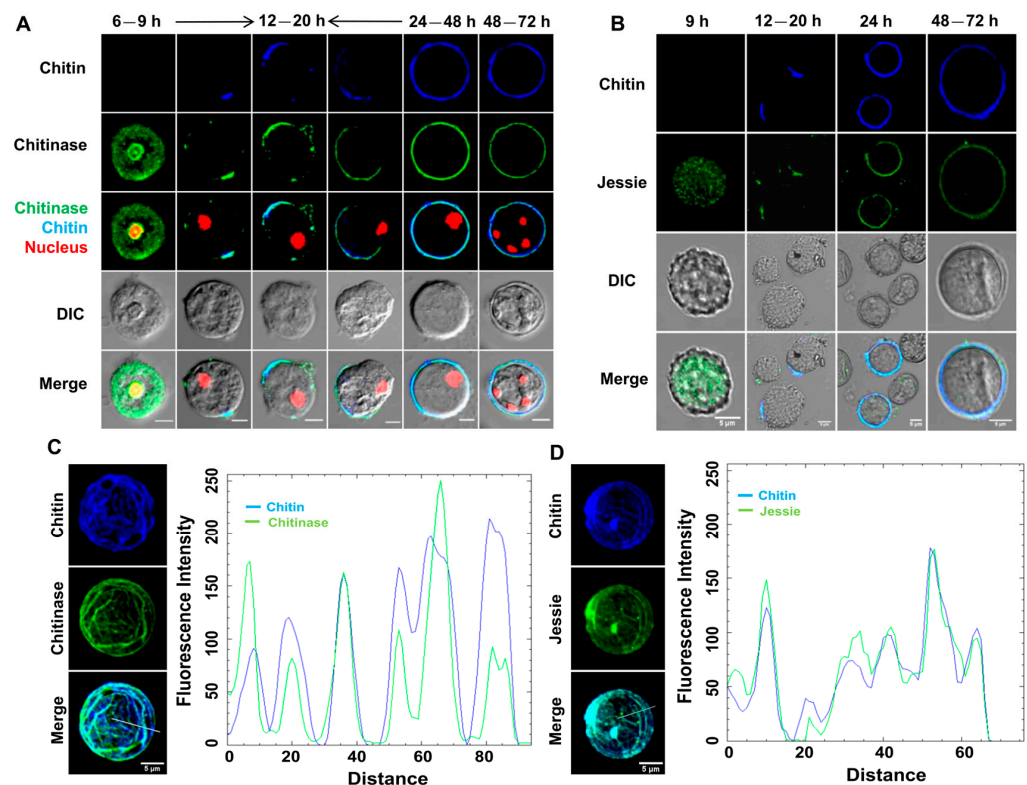 A
6–9 h
12–20 h
24–48 h
48–72 h
Chitin
Chitinase
Chitinase
Chitin
Nucleus
DIC
Merge
B
9 h
12–20 h
24 h
48–72 h
Chitin
Jessie
DIC
Merge
5 μm
5 μm
5 μm
5 μm
C
Chitin
Chitinase
Merge
5 μm
Fluorescence Intensity
250
200
150
100
50
0
Chitin
Chitinase
0 20 40 60 80
Distance
D
Chitin
Jessie
Merge
5 μm
Fluorescence Intensity
250
200
150
100
50
0
Chitin
Jessie
0 20 40 60
Distance